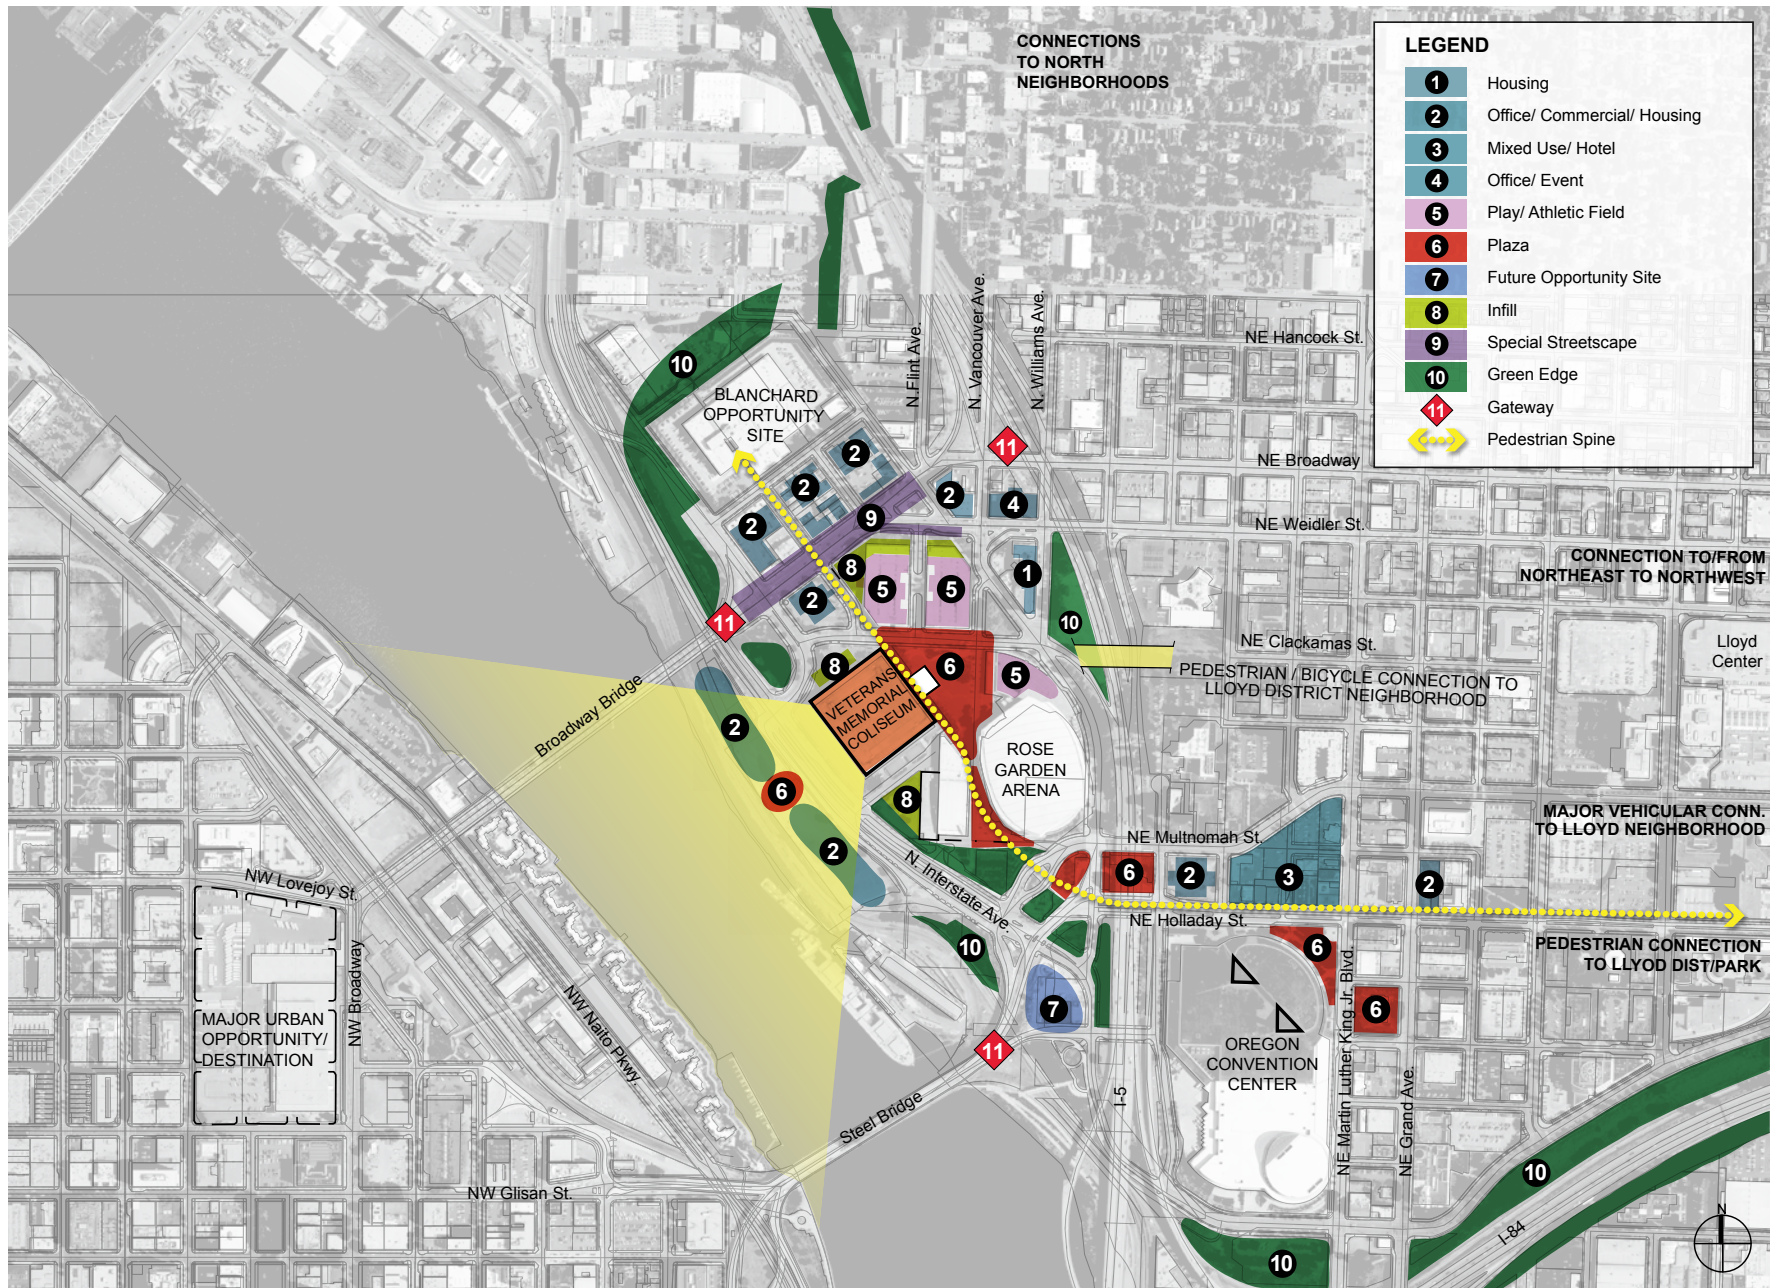 CONNECTIONS
TO NORTH
NEIGHBORHOODS
LEGEND
1 Housing
2 Office/ Commercial/ Housing
3 Mixed Use/ Hotel
4 Office/ Event
5 Play/ Athletic Field
6 Plaza
7 Future Opportunity Site
8 Infill
9 Special Streetscape
10 Green Edge
11 Gateway
Pedestrian Spine
N.Flint Ave.
N. Vancouver Ave.
N. Williams Ave.
NE Hancock St.
10
BLANCHARD
OPPORTUNITY
SITE
11
NE Broadway
2
2
2
4
2
9
NE Weidler St.
CONNECTION TO/FROM
NORTHEAST TO NORTHWEST
8
5
5
1
2
11
10
NE Clackamas St.
Lloyd
Center
8
6
5
PEDESTRIAN / BICYCLE CONNECTION TO
LLOYD DISTRICT NEIGHBORHOOD
VETERANS
MEMORIAL
COLISEUM
Broadway Bridge
2
ROSE
GARDEN
ARENA
6
8
MAJOR VEHICULAR CONN.
TO LLOYD NEIGHBORHOOD
NE Multnomah St.
2
6
2
3
2
NW Lovejoy St.
N. Interstate Ave.
NE Holladay St.
10
6
PEDESTRIAN CONNECTION
TO LLYOD DIST/PARK
NW Broadway
NW Naito Pkwy.
7
6
MAJOR URBAN
OPPORTUNITY/
DESTINATION
11
OREGON
CONVENTION
CENTER
NE Martin Luther King Jr. Blvd.
NE Grand Ave.
I-5
Steel Bridge
NW Glisan St.
10
I-84
10
N